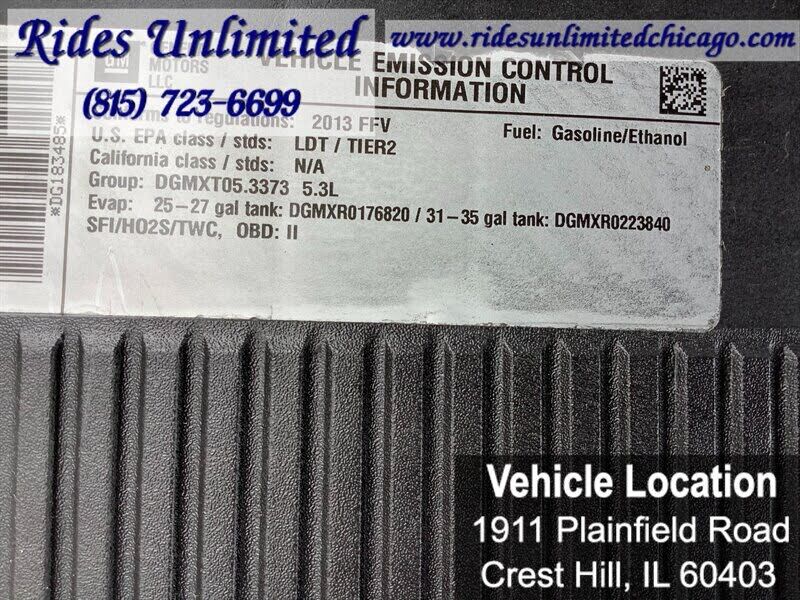 Rides Unlimited
www.ridesunlimitedchicago.com
(815) 723-6699
GM
MOTORS
LLC
VEHICLE EMISSION CONTROL
INFORMATION
to regulations: 2013 FFV
Fuel: Gasoline/Ethanol
U.S. EPA class / stds: LDT / TIER2
California class / stds: N/A
Group: DGMXT05.3373 5.3L
Evap: 25-27 gal tank: DGMXR0176820 / 31-35 gal tank: DGMXR0223840
SFI/HO2S/TWC, OBD: II
*DG183485*
Vehicle Location
1911 Plainfield Road
Crest Hill, IL 60403